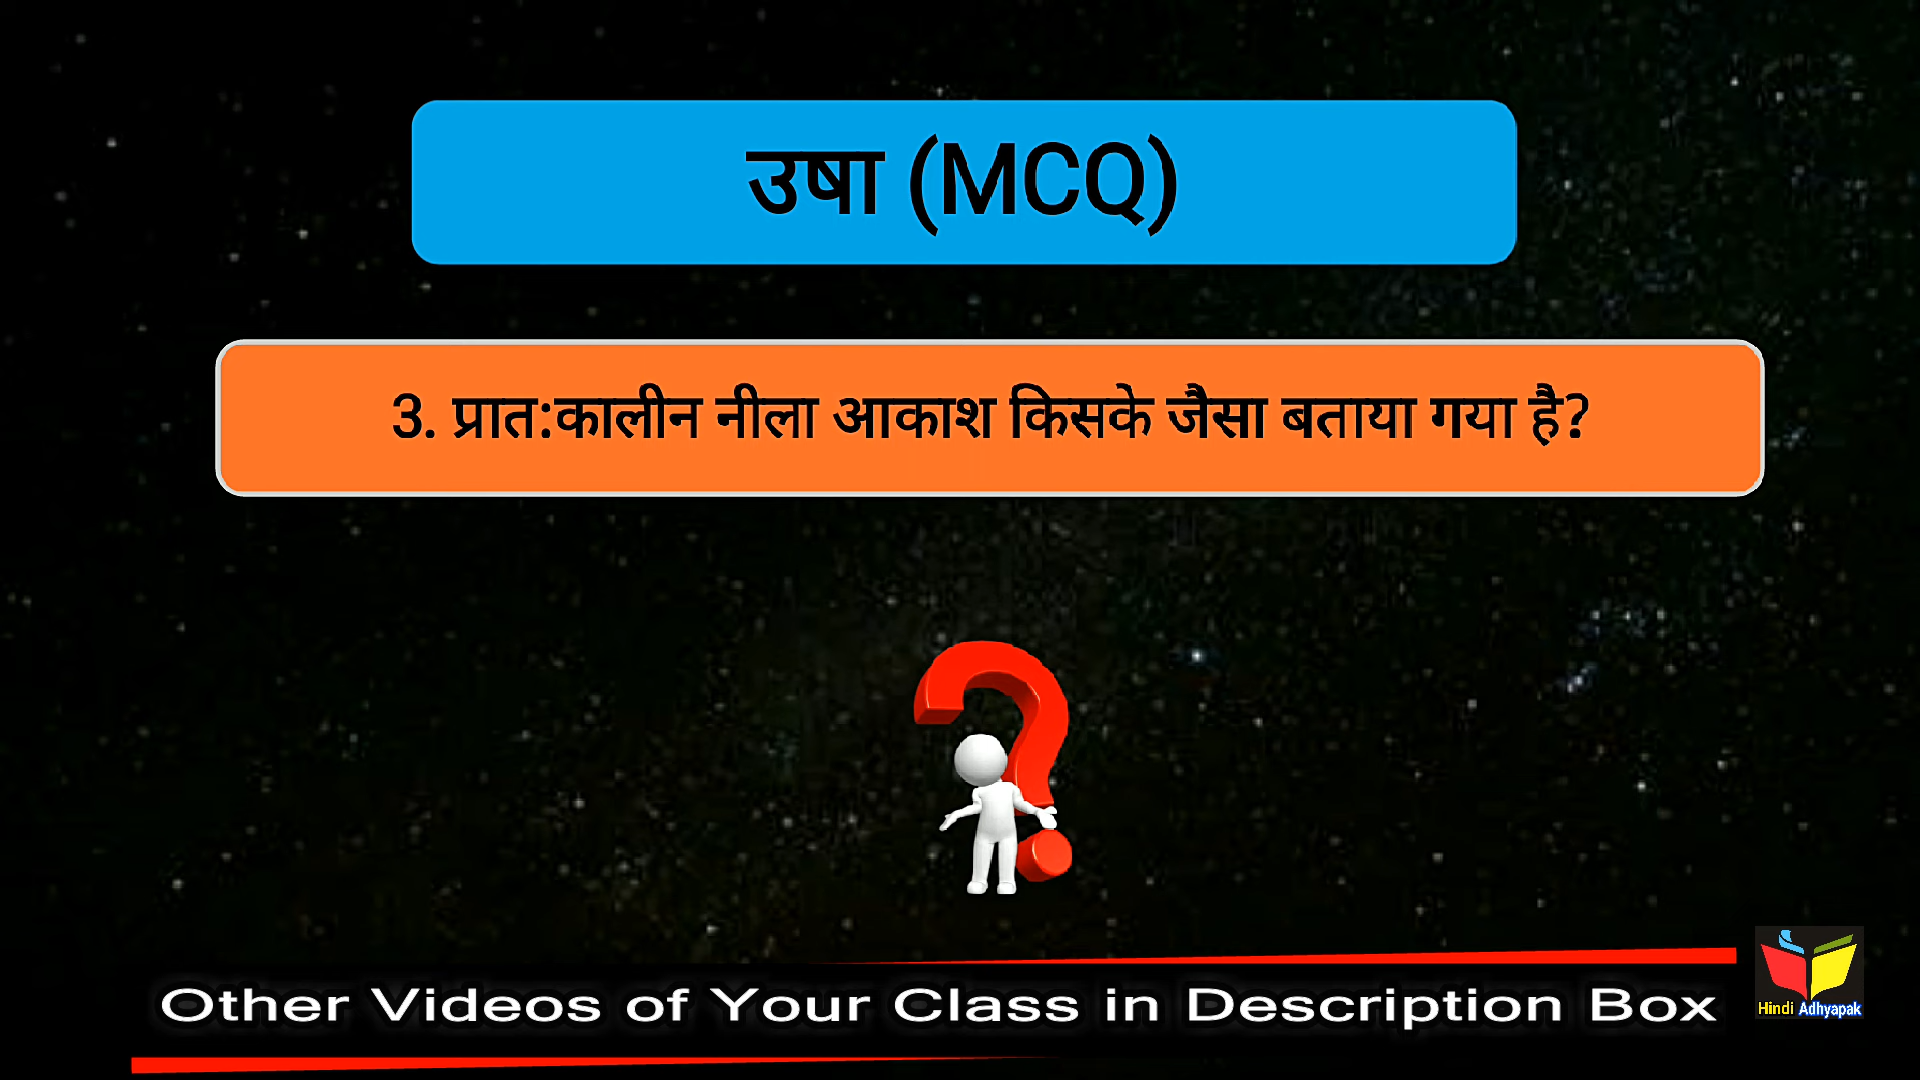 उषा (MCQ)
3. प्रात:कालीन नीला आकाश किसके जैसा बताया गया है?
Other Videos of Your Class in Description Box
Hindi Adhyapak